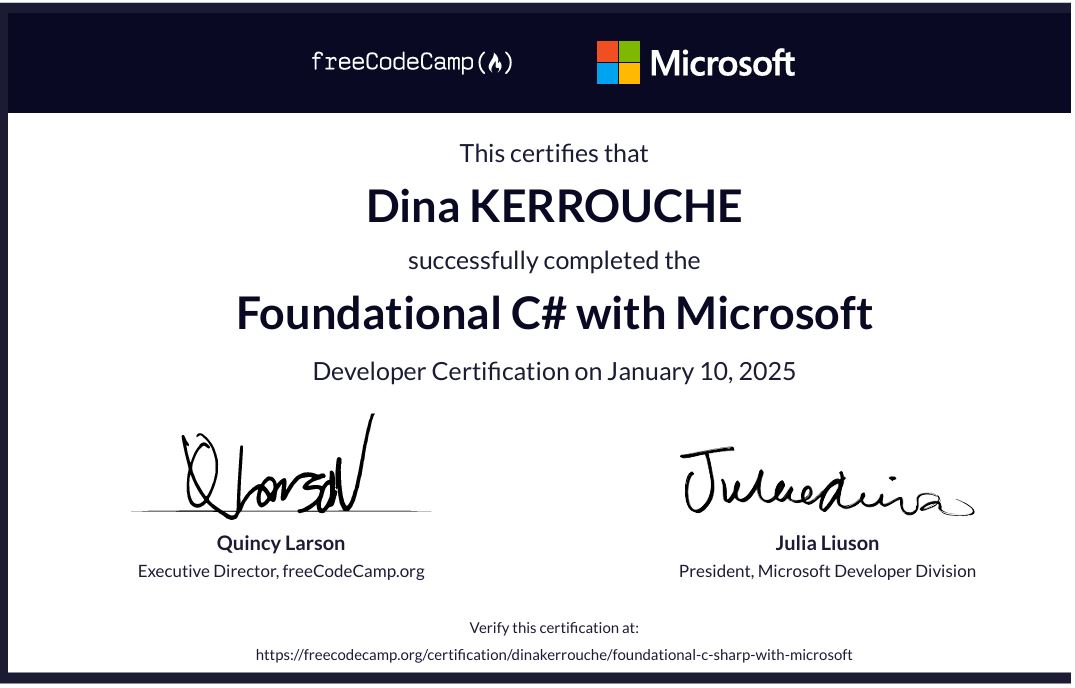 freeCodeCamp(🔥)
Microsoft
This certifies that
Dina KERROUCHE
successfully completed the
Foundational C# with Microsoft
Developer Certification on January 10, 2025
QLarson
Quincy Larson
Executive Director, freeCodeCamp.org
Julia Liuson
President, Microsoft Developer Division
Verify this certification at:
https://freecodecamp.org/certification/dinakerrouche/foundational-c-sharp-with-microsoft